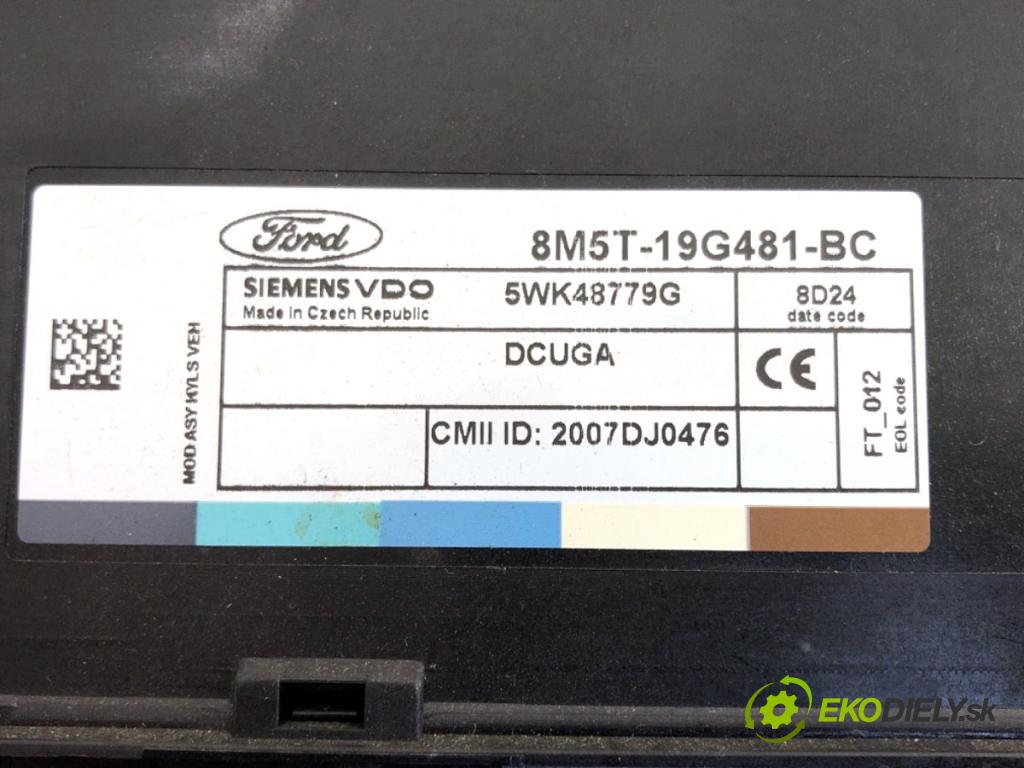 Ford
8M5T-19G481-BC
SIEMENS VDO
Made in Czech Republic
5WK48779G
8D24
date code
DCUGA
CE
MOD ASY KYLS VEH
CMII ID: 2007DJ0476
FT_012
EOL code
EKODIELY.sk